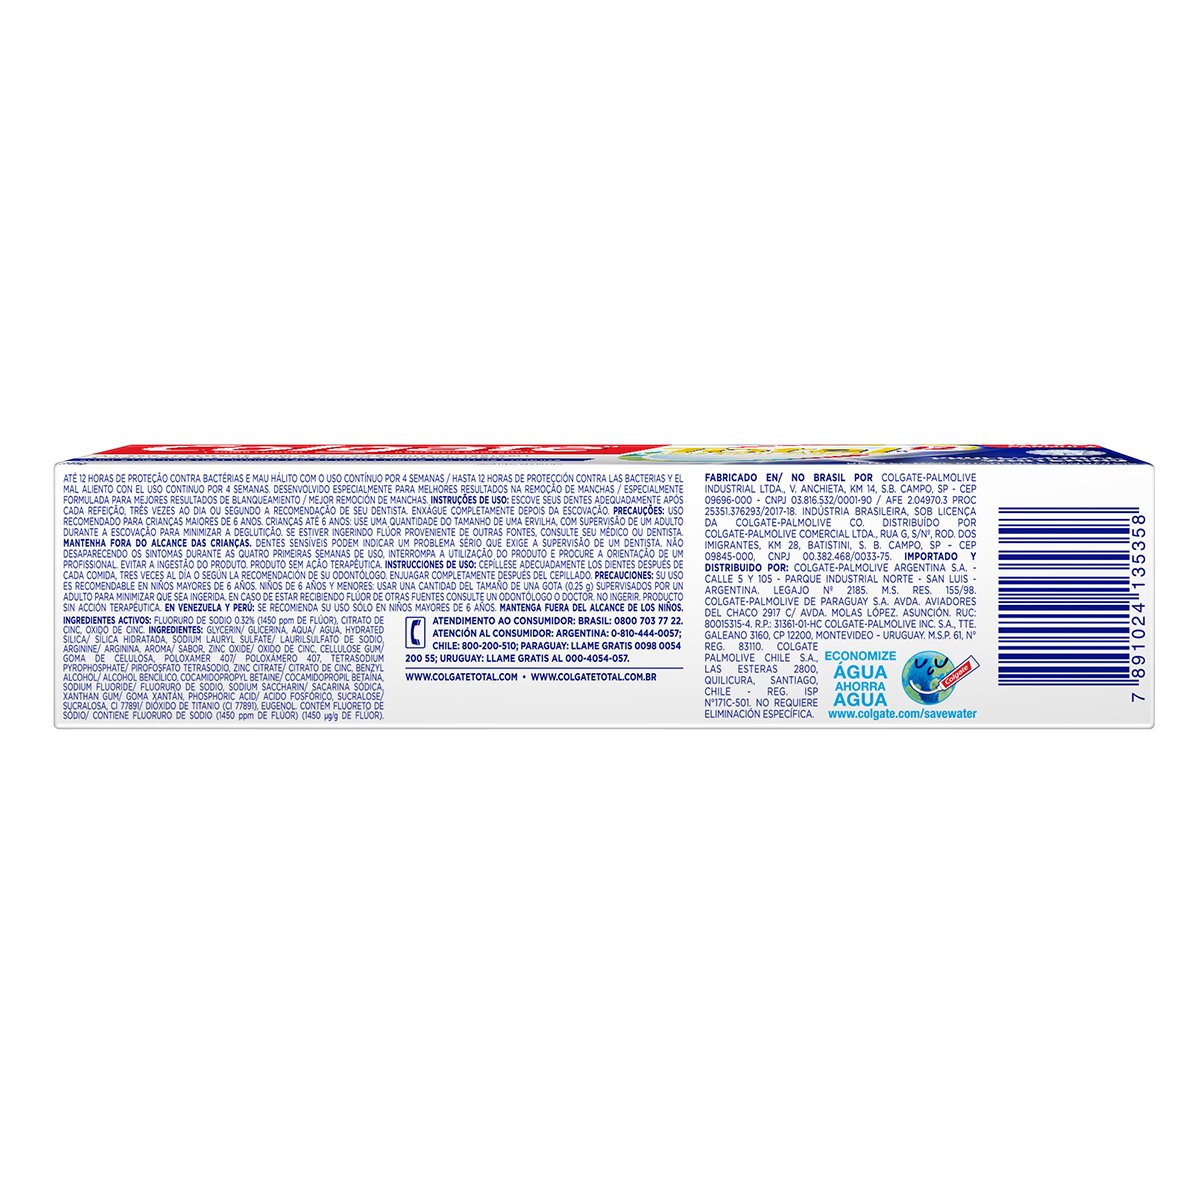 ATÉ 12 HORAS DE PROTEÇÃO CONTRA BACTÉRIAS E MAU HÁLITO COM O USO CONTÍNUO POR 4 SEMANAS / HASTA 12 HORAS DE PROTECCIÓN CONTRA LAS BACTERIAS Y EL
MAL ALIENTO CON EL USO CONTINUO POR 4 SEMANAS. DESENVOLVIDO ESPECIALMENTE PARA MELHORES RESULTADOS NA REMOÇÃO DE MANCHAS / ESPECIALMENTE
FORMULADA PARA MEJORES RESULTADOS DE BLANQUEAMIENTO / MEJOR REMOCIÓN DE MANCHAS. INSTRUÇÕES DE USO: ESCOVE SEUS DENTES ADEQUADAMENTE APÓS
CADA REFEIÇÃO, TRÊS VEZES AO DIA OU SEGUNDO A RECOMENDAÇÃO DE SEU DENTISTA. ENXÁGUE COMPLETAMENTE DEPOIS DA ESCOVAÇÃO. PRECAUÇÕES: USO
RECOMENDADO PARA CRIANÇAS MAIORES DE 6 ANOS. CRIANÇAS ATÉ 6 ANOS: USE UMA QUANTIDADE DO TAMANHO DE UMA ERVILHA, COM SUPERVISÃO DE UM ADULTO
DURANTE A ESCOVAÇÃO PARA MINIMIZAR A DEGLUTIÇÃO. SE ESTIVER INGERINDO FLÚOR PROVENIENTE DE OUTRAS FONTES, CONSULTE SEU MÉDICO OU DENTISTA.
MANTENHA FORA DO ALCANCE DAS CRIANÇAS. DENTES SENSÍVEIS PODEM INDICAR UM PROBLEMA SÉRIO QUE EXIGE A SUPERVISÃO DE UM DENTISTA. NÃO
DESAPARECENDO OS SINTOMAS DURANTE AS QUATRO PRIMEIRAS SEMANAS DE USO, INTERROMPA A UTILIZAÇÃO DO PRODUTO E PROCURE A ORIENTAÇÃO DE UM
PROFISSIONAL. EVITAR A INGESTÃO DO PRODUTO. PRODUTO SEM AÇÃO TERAPÊUTICA. INSTRUCCIONES DE USO: CEPÍLLESE ADECUADAMENTE LOS DIENTES DESPUÉS DE
CADA COMIDA, TRES VECES AL DÍA O SEGÚN LA RECOMENDACIÓN DE SU ODONTÓLOGO. ENJUAGAR COMPLETAMENTE DESPUÉS DEL CEPILLADO. PRECAUCIONES: SU USO
ES RECOMENDABLE EN NIÑOS MAYORES DE 6 AÑOS. NIÑOS DE 6 AÑOS Y MENORES: USAR UNA CANTIDAD DEL TAMAÑO DE UNA GOTA (0.25 g) SUPERVISADOS POR UN
ADULTO PARA MINIMIZAR QUE SEA INGERIDA. EN CASO DE ESTAR RECIBIENDO FLÚOR DE OTRAS FUENTES CONSULTE UN ODONTÓLOGO O DOCTOR. NO INGERIR. PRODUCTO
SIN ACCIÓN TERAPÉUTICA. EN VENEZUELA Y PERÚ: SE RECOMIENDA SU USO SÓLO EN NIÑOS MAYORES DE 6 AÑOS. MANTENGA FUERA DEL ALCANCE DE LOS NIÑOS.
INGREDIENTES ACTIVOS: FLUORURO DE SODIO 0.32% (1450 ppm DE FLÚOR), CITRATO DE
CINC, OXIDO DE CINC. INGREDIENTES: GLYCERIN/ GLICERINA, AQUA/ AGUA, HYDRATED
SILICA/ SÍLICA HIDRATADA, SODIUM LAURYL SULFATE/ LAURILSULFATO DE SODIO,
ARGININE/ ARGININA, AROMA/ SABOR, ZINC OXIDE/ OXIDO DE CINC, CELLULOSE GUM/
GOMA DE CELULOSA, POLOXAMER 407/ POLOXÁMERO 407, TETRASODIUM
PYROPHOSPHATE/ PIROFOSFATO TETRASODIO, ZINC CITRATE/ CITRATO DE CINC, BENZYL
ALCOHOL/ ALCOHOL BENCÍLICO, COCAMIDOPROPYL BETAINE/ COCAMIDOPROPIL BETAÍNA,
SODIUM FLUORIDE/ FLUORURO DE SODIO, SODIUM SACCHARIN/ SACARINA SÓDICA,
XANTHAN GUM/ GOMA XANTÁN, PHOSPHORIC ACID/ ACIDO FOSFÓRICO, SUCRALOSE/
SUCRALOSA, CI 77891/ DIÓXIDO DE TITANIO (CI 77891), EUGENOL. CONTÉM FLUORETO DE
SÓDIO/ CONTIENE FLUORURO DE SODIO (1450 ppm DE FLÚOR) (1450 µg/g DE FLÚOR).
ATENDIMENTO AO CONSUMIDOR: BRASIL: 0800 703 77 22.
ATENCIÓN AL CONSUMIDOR: ARGENTINA: 0-810-444-0057;
CHILE: 800-200-510; PARAGUAY: LLAME GRATIS 0098 0054
200 55; URUGUAY: LLAME GRATIS AL 000-4054-057.
WWW.COLGATETOTAL.COM • WWW.COLGATETOTAL.COM.BR
FABRICADO EN/ NO BRASIL POR COLGATE-PALMOLIVE
INDUSTRIAL LTDA., V. ANCHIETA, KM 14, S.B. CAMPO, SP - CEP
09696-000 - CNPJ 03.816.532/0001-90 / AFE 2.04970.3 PROC
25351.376293/2017-18. INDÚSTRIA BRASILEIRA, SOB LICENÇA
DA COLGATE-PALMOLIVE CO. DISTRIBUÍDO POR
COLGATE-PALMOLIVE COMERCIAL LTDA., RUA G, S/Nº, ROD. DOS
IMIGRANTES, KM 28, BATISTINI, S. B. CAMPO, SP – CEP
09845-000, CNPJ 00.382.468/0033-75. IMPORTADO Y
DISTRIBUIDO POR: COLGATE-PALMOLIVE ARGENTINA S.A. -
CALLE 5 Y 105 - PARQUE INDUSTRIAL NORTE - SAN LUIS -
ARGENTINA. LEGAJO Nº 2185. M.S. RES. 155/98.
COLGATE-PALMOLIVE DE PARAGUAY S.A. AVDA. AVIADORES
DEL CHACO 2917 C/ AVDA. MOLAS LÓPEZ. ASUNCIÓN. RUC:
80015315-4. R.P.: 31361-01-HC COLGATE-PALMOLIVE INC. S.A., TTE.
GALEANO 3160, CP 12200, MONTEVIDEO - URUGUAY. M.S.P. 61, N°
REG. 83110. COLGATE
PALMOLIVE CHILE S.A.,
LAS ESTERAS 2800,
QUILICURA, SANTIAGO,
CHILE - REG. ISP
N°171C-501. NO REQUIERE
ELIMINACIÓN ESPECÍFICA.
ECONOMIZE
ÁGUA
AHORRA
AGUA
Colgate
www.colgate.com/savewater
7 891024 135358